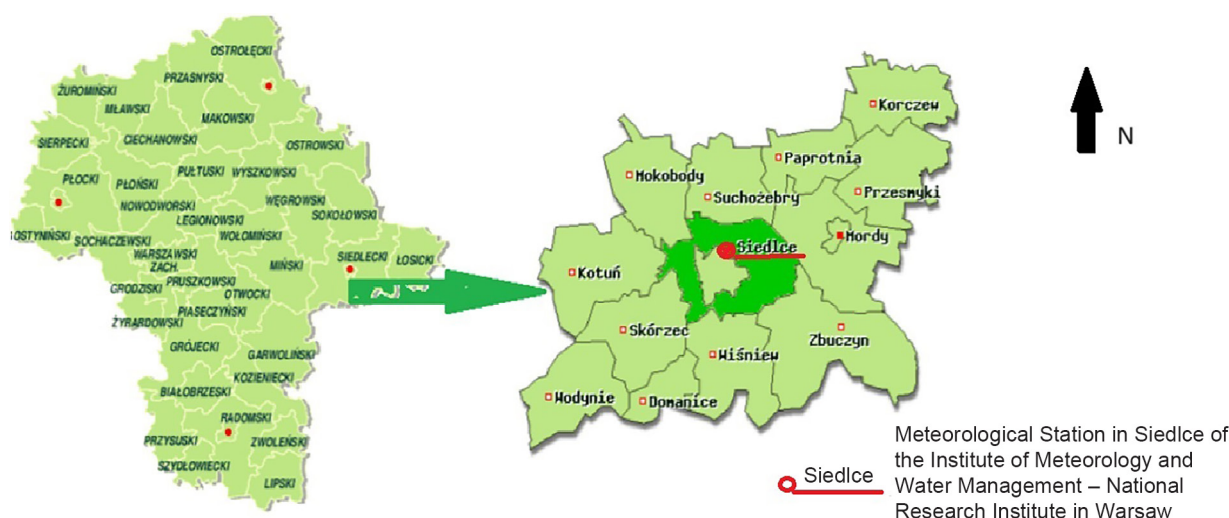 OSTROŁĘCKI
PRZASNYSKI
ŻUROMIŃSKI
MŁAWSKI
MAKOWSKI
SIERPECKI
CIECHANOWSKI
OSTROWSKI
PŁOCKI
PŁOŃSKI
PUŁTUSKI
WYSZKOWSKI
NOWODWORSKI
WĘGROWSKI
LEGIONOWSKI
SOKOŁOWSKI
OSTYNIŃSKI
SOCHACZEWSKI
WOŁOMIŃSKI
WARSZAWSKI
ZACH.
SIEDLECKI
ŁOSICKI
MIŃSKI
PRUSZKOWSKI
GRODZISKI
OTWOCKI
PIASECZYŃSKI
ŻYRARDOWSKI
GRÓJECKI
GARWOLIŃSKI
KOZIENIECKI
BIAŁOBRZESKI
RADOMSKI
PRZYSUSKI
ZWOLEŃSKI
SZYDŁOWIECKI
LIPSKI
Korczew
Paprotnia
Mokobody
Suchożebry
Przesmyki
Mordy
Siedlce
Kotuń
Skórzec
Zbuczyn
Wiśniew
Wodynie
Domanice
N
Siedlce
Meteorological Station in Siedlce of
the Institute of Meteorology and
Water Management – National
Research Institute in Warsaw